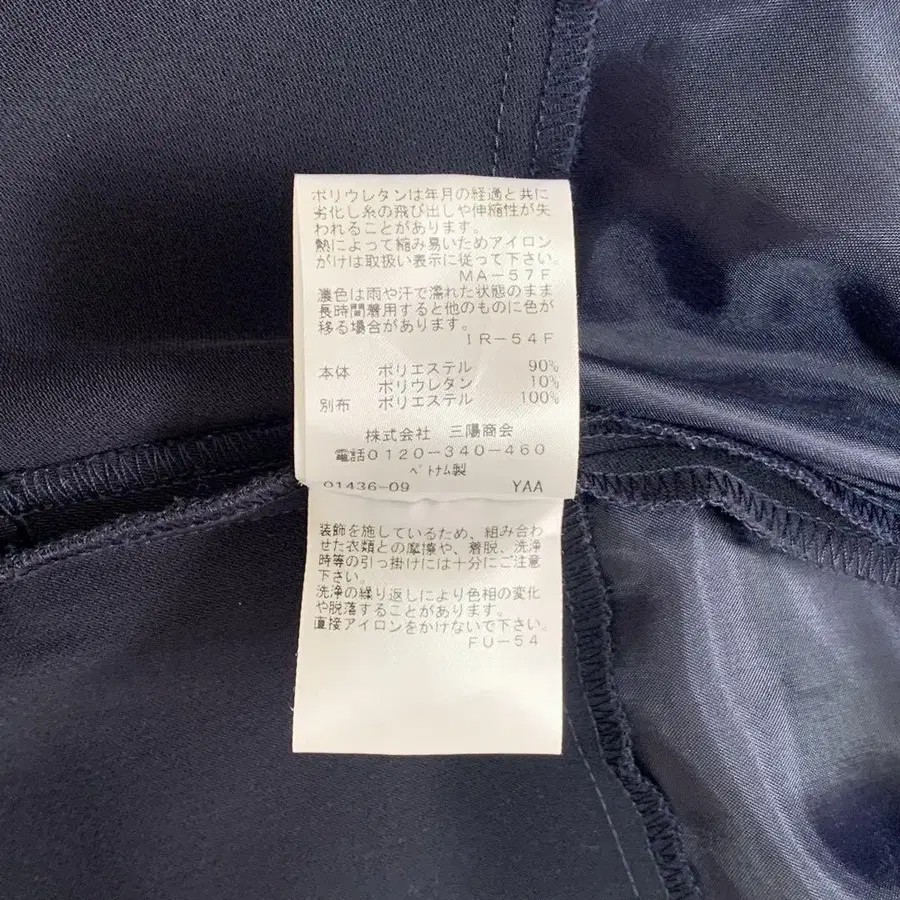 ポリウレタンは年月の経過と共に
劣化し糸の飛び出しや伸縮性が失
われることがあります。
熱によって縮み易いためアイロン
がけは取扱い表示に従って下さい。
MA-57F
濃色は雨や汗で濡れた状態のまま
長時間着用すると他のものに色が
移る場合があります。
IR-54F
本体 ポリエステル 90%
ポリウレタン 10%
別布 ポリエステル 100%
株式会社 三陽商会
電話0120-340-460
ベトナム製
01436-09 YAA
装飾を施しているため、組み合わ
せた衣類との摩擦や、着脱、洗浄
時等の引っ掛けには十分にご注意
下さい。
洗浄の繰り返しにより色相の変化
や脱落することがあります。
直接アイロンをかけないで下さい。
FU-54